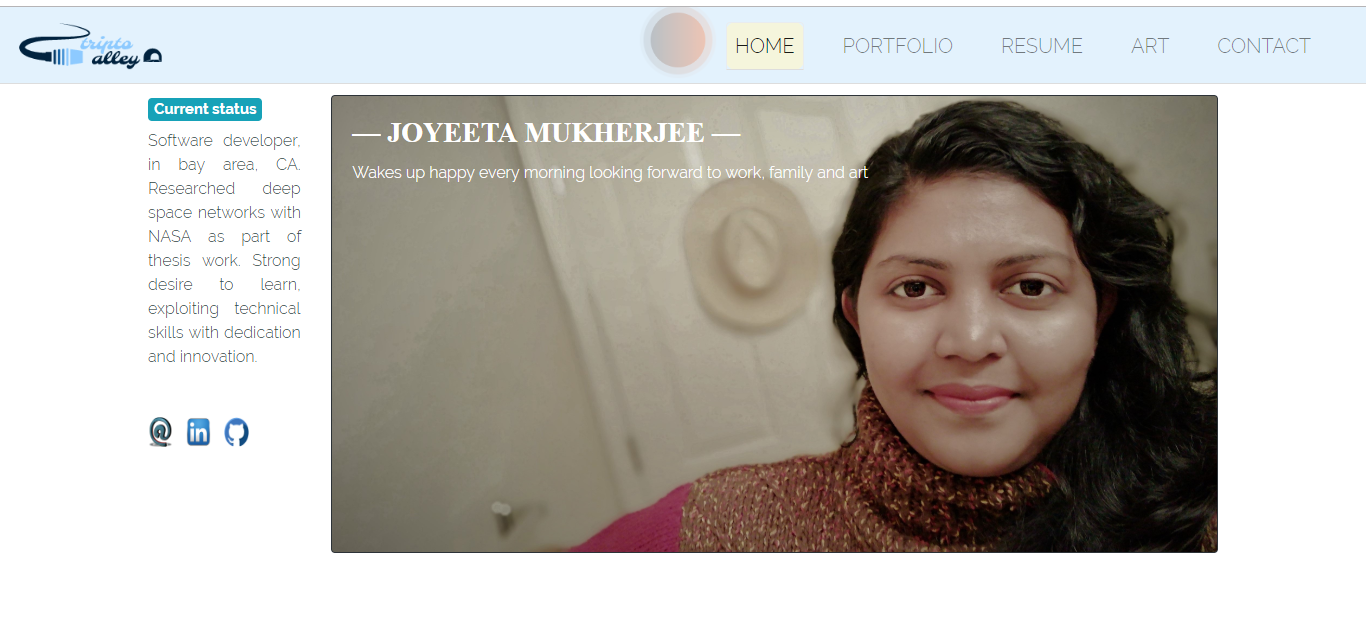 tripto
alley
HOME PORTFOLIO RESUME ART CONTACT
Current status
Software developer,
in bay area, CA.
Researched deep
space networks with
NASA as part of
thesis work. Strong
desire to learn,
exploiting technical
skills with dedication
and innovation.
@
in
— JOYEETA MUKHERJEE —
Wakes up happy every morning looking forward to work, family and art